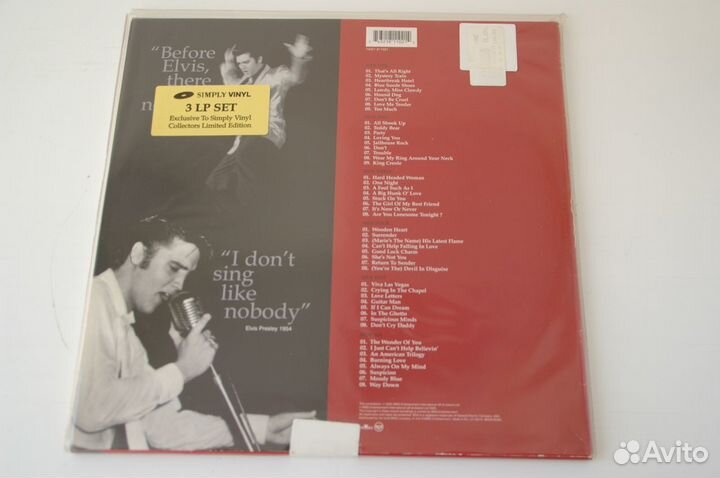 “Before
Elvis,
there
SIMPLY VINYL
3 LP SET
Exclusive To Simply Vinyl
Collectors Limited Edition
“I don't
sing
like
nobody”
Elvis Presley 1954
01. That's All Right
02. Mystery Train
03. Heartbreak Hotel
04. Blue Suede Shoes
05. Lawdy, Miss Clawdy
06. Hound Dog
07. Don't Be Cruel
08. Love Me Tender
09. Too Much
01. All Shook Up
02. Teddy Bear
03. Party
04. Loving You
05. Jailhouse Rock
06. Don't
07. Trouble
08. Wear My Ring Around Your Neck
09. King Creole
01. Hard Headed Woman
02. One Night
03. A Fool Such As I
04. A Big Hunk O' Love
05. Stuck On You
06. The Girl Of My Best Friend
07. It's Now Or Never
08. Are You Lonesome Tonight ?
01. Wooden Heart
02. Surrender
03. (Marie's The Name) His Latest Flame
04. Can't Help Falling In Love
05. Good Luck Charm
06. She's Not You
07. Return To Sender
08. (You're The) Devil In Disguise
01. Viva Las Vegas
02. Crying In The Chapel
03. Love Letters
04. Guitar Man
05. If I Can Dream
06. In The Ghetto
07. Suspicious Minds
08. Don't Cry Daddy
01. The Wonder Of You
02. I Just Can't Help Believin'
03. An American Trilogy
04. Burning Love
05. Always On My Mind
06. Suspicion
07. Moody Blue
08. Way Down
Avito